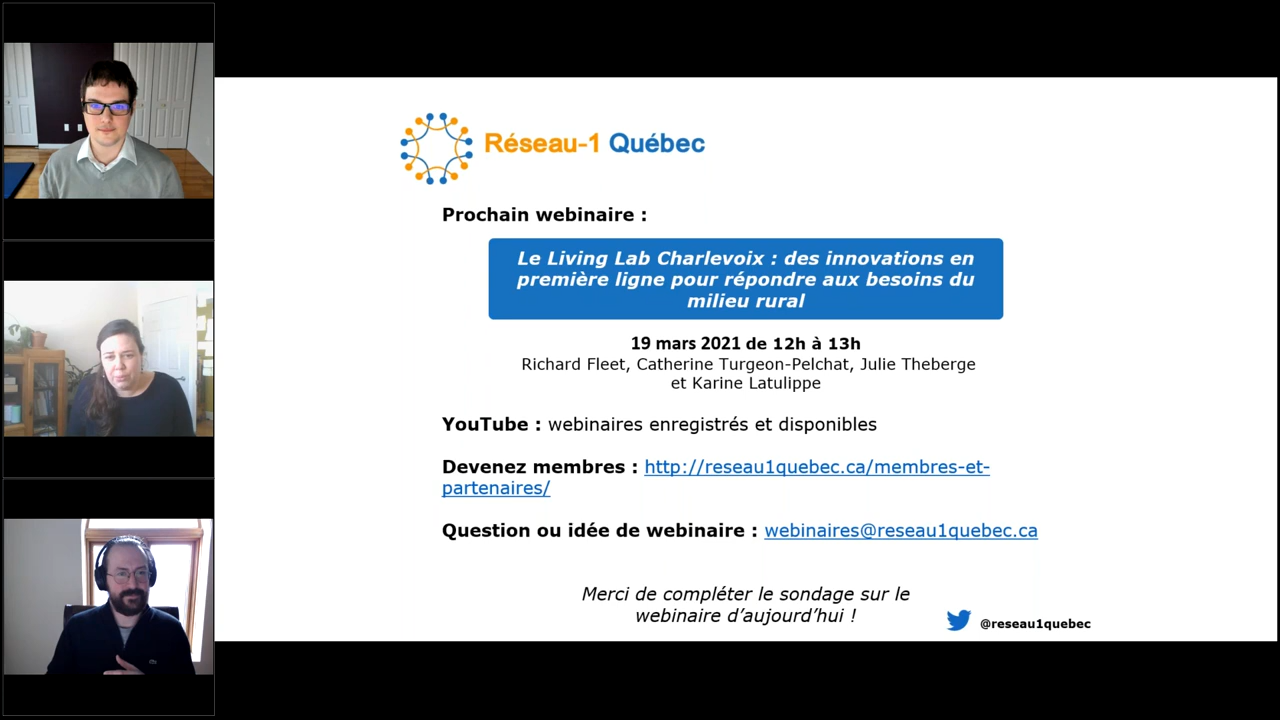 Réseau-1 Québec
Prochain webinaire :
Le Living Lab Charlevoix : des innovations en
première ligne pour répondre aux besoins du
milieu rural
19 mars 2021 de 12h à 13h
Richard Fleet, Catherine Turgeon-Pelchat, Julie Theberge
et Karine Latulippe
YouTube : webinaires enregistrés et disponibles
Devenez membres : http://reseau1quebec.ca/membres-et-
partenaires/
Question ou idée de webinaire : webinaires@reseau1quebec.ca
Merci de compléter le sondage sur le
webinaire d’aujourd’hui !
@reseau1quebec